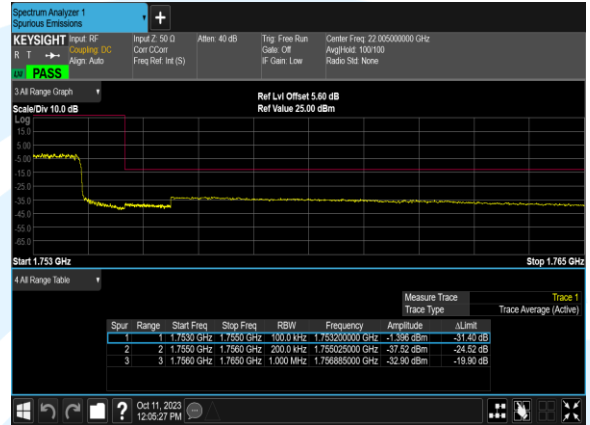 Spectrum Analyzer 1
Spurious Emissions
KEYSIGHT Input: RF Input Z: 50 Ω Atten: 40 dB Trig: Free Run Center Freq: 22.005000000 GHz
R T Coupling: DC Corr CCorr Gate: Off Avg|Hold: 100/100
Align: Auto Freq Ref: Int (S) IF Gain: Low Radio Std: None
PASS
3 All Range Graph
Ref Lvl Offset 5.60 dB
Scale/Div 10.0 dB Ref Value 25.00 dBm
Log
15.0
5.00
-5.00
-15.0
-25.0
-35.0
-45.0
-55.0
-65.0
Start 1.753 GHz Stop 1.765 GHz
4 All Range Table
Measure Trace Trace 1
Trace Type Trace Average (Active)
Spur Range Start Freq Stop Freq RBW Frequency Amplitude ΔLimit
1 1 1.7530 GHz 1.7550 GHz 100.0 kHz 1.753200000 GHz -1.396 dBm -31.40 dB
2 2 1.7550 GHz 1.7560 GHz 200.0 kHz 1.755025000 GHz -37.52 dBm -24.52 dB
3 3 1.7560 GHz 1.7650 GHz 1.000 MHz 1.756885000 GHz -32.90 dBm -19.90 dB
? Oct 11, 2023
12:05:27 PM